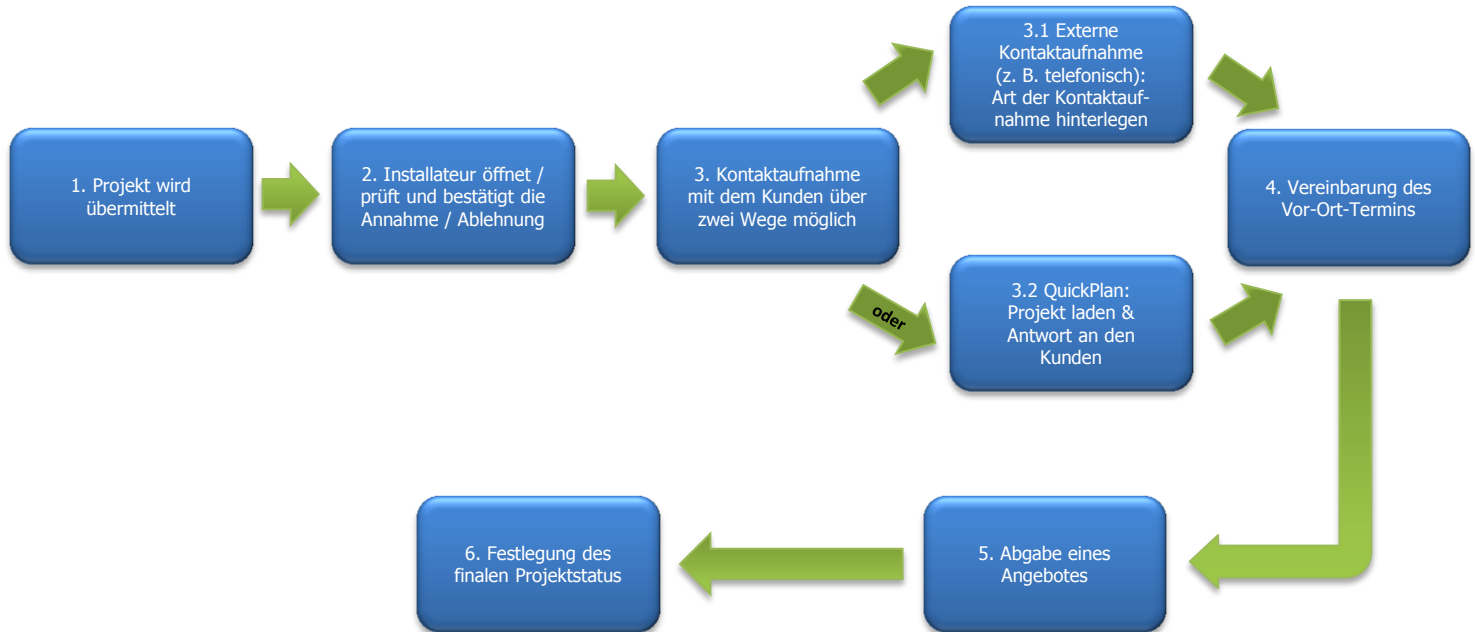 1. Projekt wird
übermittelt
2. Installateur öffnet /
prüft und bestätigt die
Annahme / Ablehnung
3. Kontaktaufnahme
mit dem Kunden über
zwei Wege möglich
3.1 Externe
Kontaktaufnahme
(z. B. telefonisch):
Art der Kontaktauf-
nahme hinterlegen
oder
3.2 QuickPlan:
Projekt laden &
Antwort an den
Kunden
4. Vereinbarung des
Vor-Ort-Termins
5. Abgabe eines
Angebotes
6. Festlegung des
finalen Projektstatus